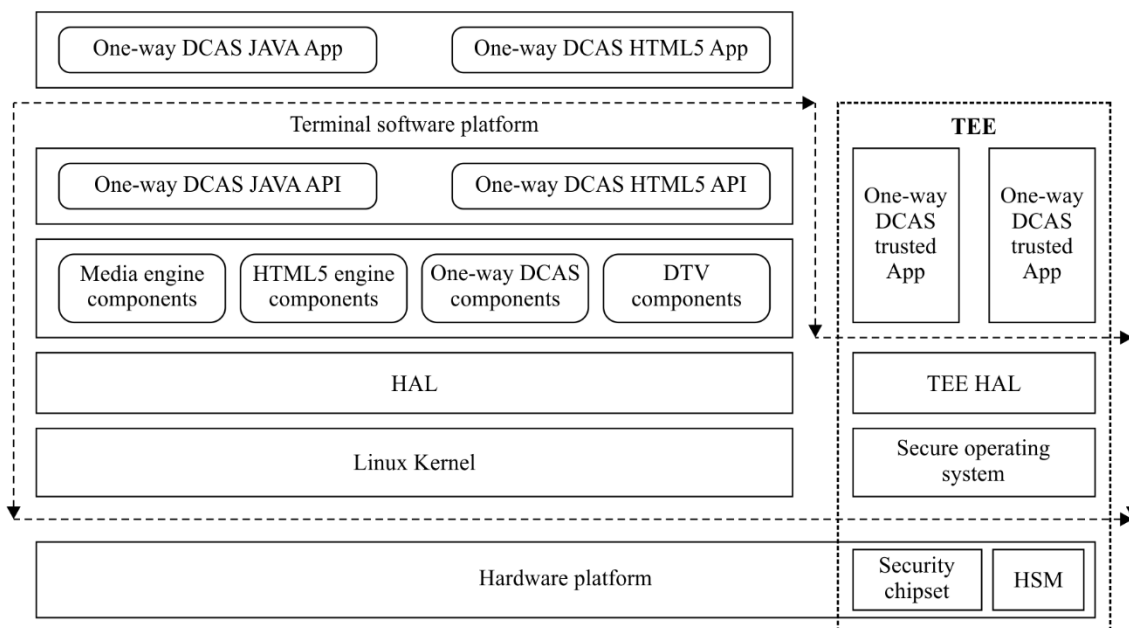 One-way DCAS JAVA App
One-way DCAS HTML5 App
Terminal software platform
One-way DCAS JAVA API
One-way DCAS HTML5 API
Media engine
components
HTML5 engine
components
One-way DCAS
components
DTV
components
HAL
Linux Kernel
TEE
One-way
DCAS
trusted
App
One-way
DCAS
trusted
App
TEE HAL
Secure operating
system
Hardware platform
Security
chipset
HSM